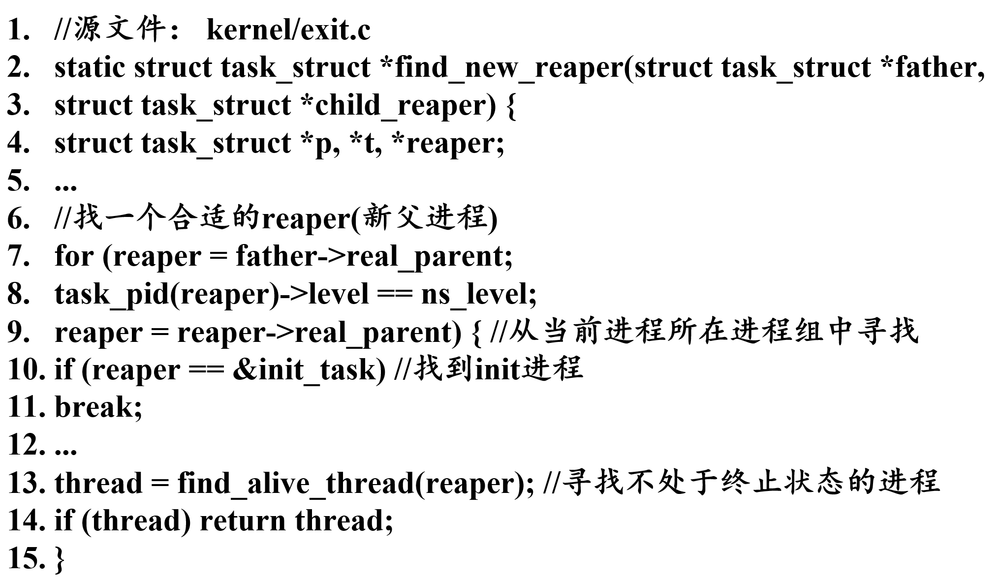 1. //源文件： kernel/exit.c
2. static struct task_struct *find_new_reaper(struct task_struct *father,
3. struct task_struct *child_reaper) {
4. struct task_struct *p, *t, *reaper;
5. ...
6. //找一个合适的reaper(新父进程)
7. for (reaper = father->real_parent;
8. task_pid(reaper)->level == ns_level;
9. reaper = reaper->real_parent) { //从当前进程所在进程组中寻找
10. if (reaper == &init_task) //找到init进程
11. break;
12. ...
13. thread = find_alive_thread(reaper); //寻找不处于终止状态的进程
14. if (thread) return thread;
15. }